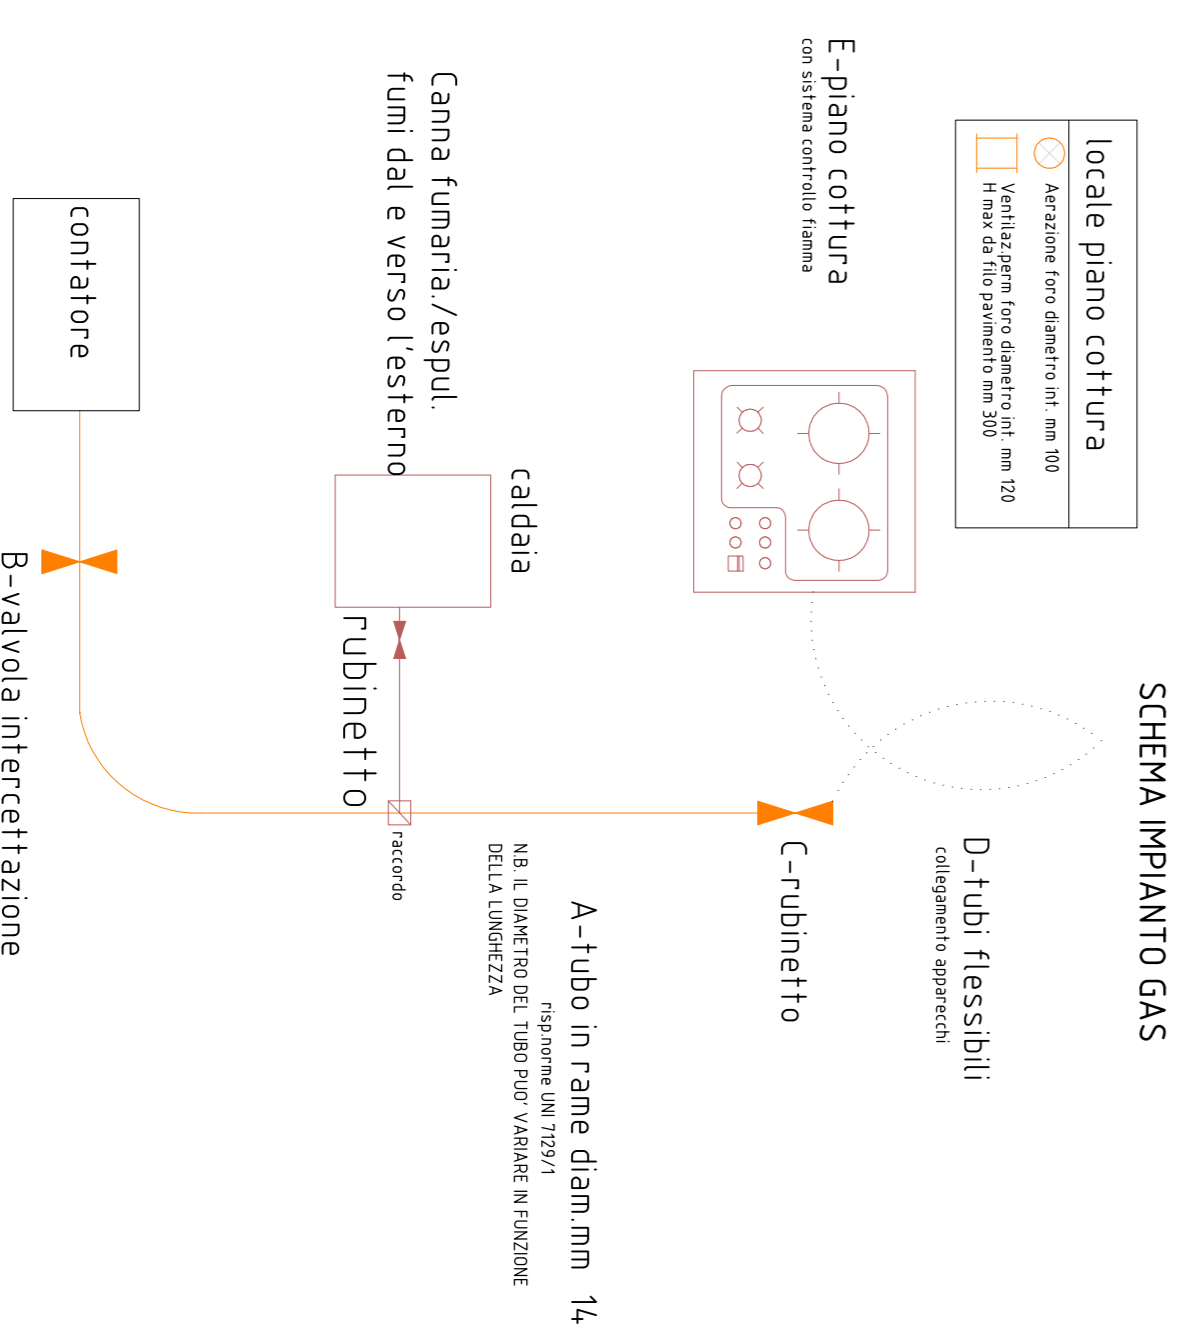 SCHEMA IMPIANTO GAS
locale piano cottura
Aerazione foro diametro int. mm 100
Ventilaz.perm foro diametro int. mm 120
H max da filo pavimento mm 300
E-piano cottura
con sistema controllo fiamma
D-tubi flessibili
collegamento apparecchi
C-rubinetto
A-tubo in rame diam.mm 14
risp.norme UNI 7129/1
N.B. IL DIAMETRO DEL TUBO PUO' VARIARE IN FUNZIONE
DELLA LUNGHEZZA
caldaia
Canna fumaria./espul.
fumi dal e verso l'esterno
rubinetto
raccordo
contatore
B-valvola intercettazione